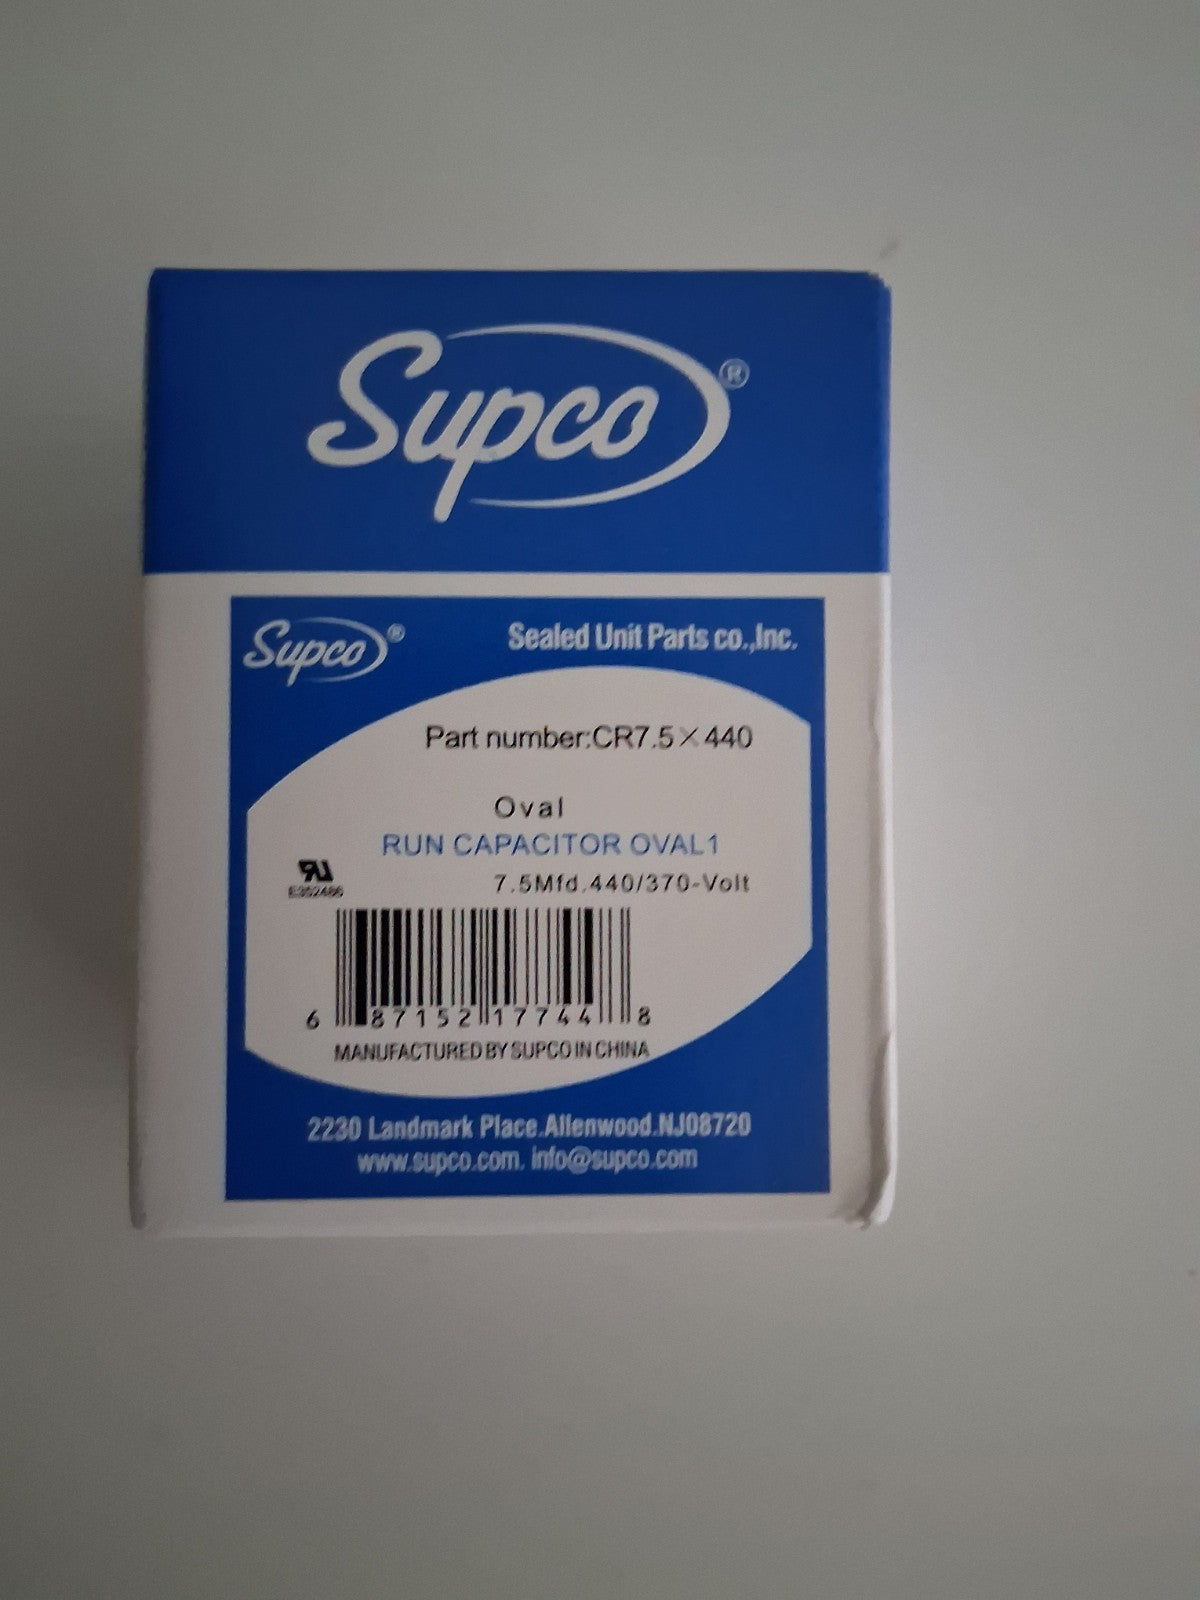 Supco®
Supco®
Sealed Unit Parts co.,Inc.
Part number:CR7.5×440
Oval
RUN CAPACITOR OVAL1
7.5Mfd.440/370-Volt
E352486
6 87152 17744 8
MANUFACTURED BY SUPCO IN CHINA
2230 Landmark Place.Allenwood.NJ08720
www.supco.com. info@supco.com